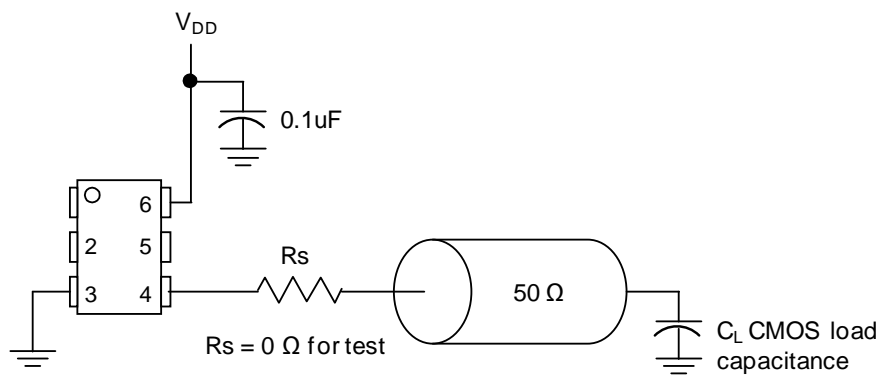 V_DD
0.1uF
6
2 5
3 4
Rs
Rs = 0 Ω for test
50 Ω
C_L CMOS load
capacitance